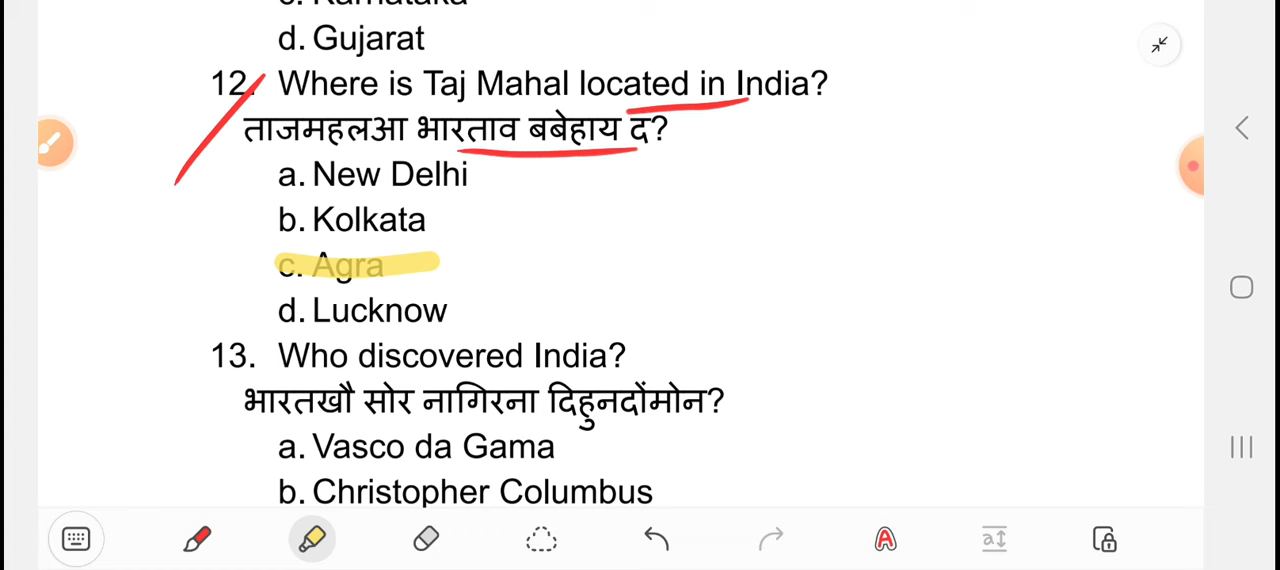 c. Karnataka
d. Gujarat
12. Where is Taj Mahal located in India?
ताजमहलआ भारताव बबेहाय द?
a. New Delhi
b. Kolkata
c. Agra
d. Lucknow
13. Who discovered India?
भारतखौ सोर नागिरना दिहुनदोंमोन?
a. Vasco da Gama
b. Christopher Columbus
A
a